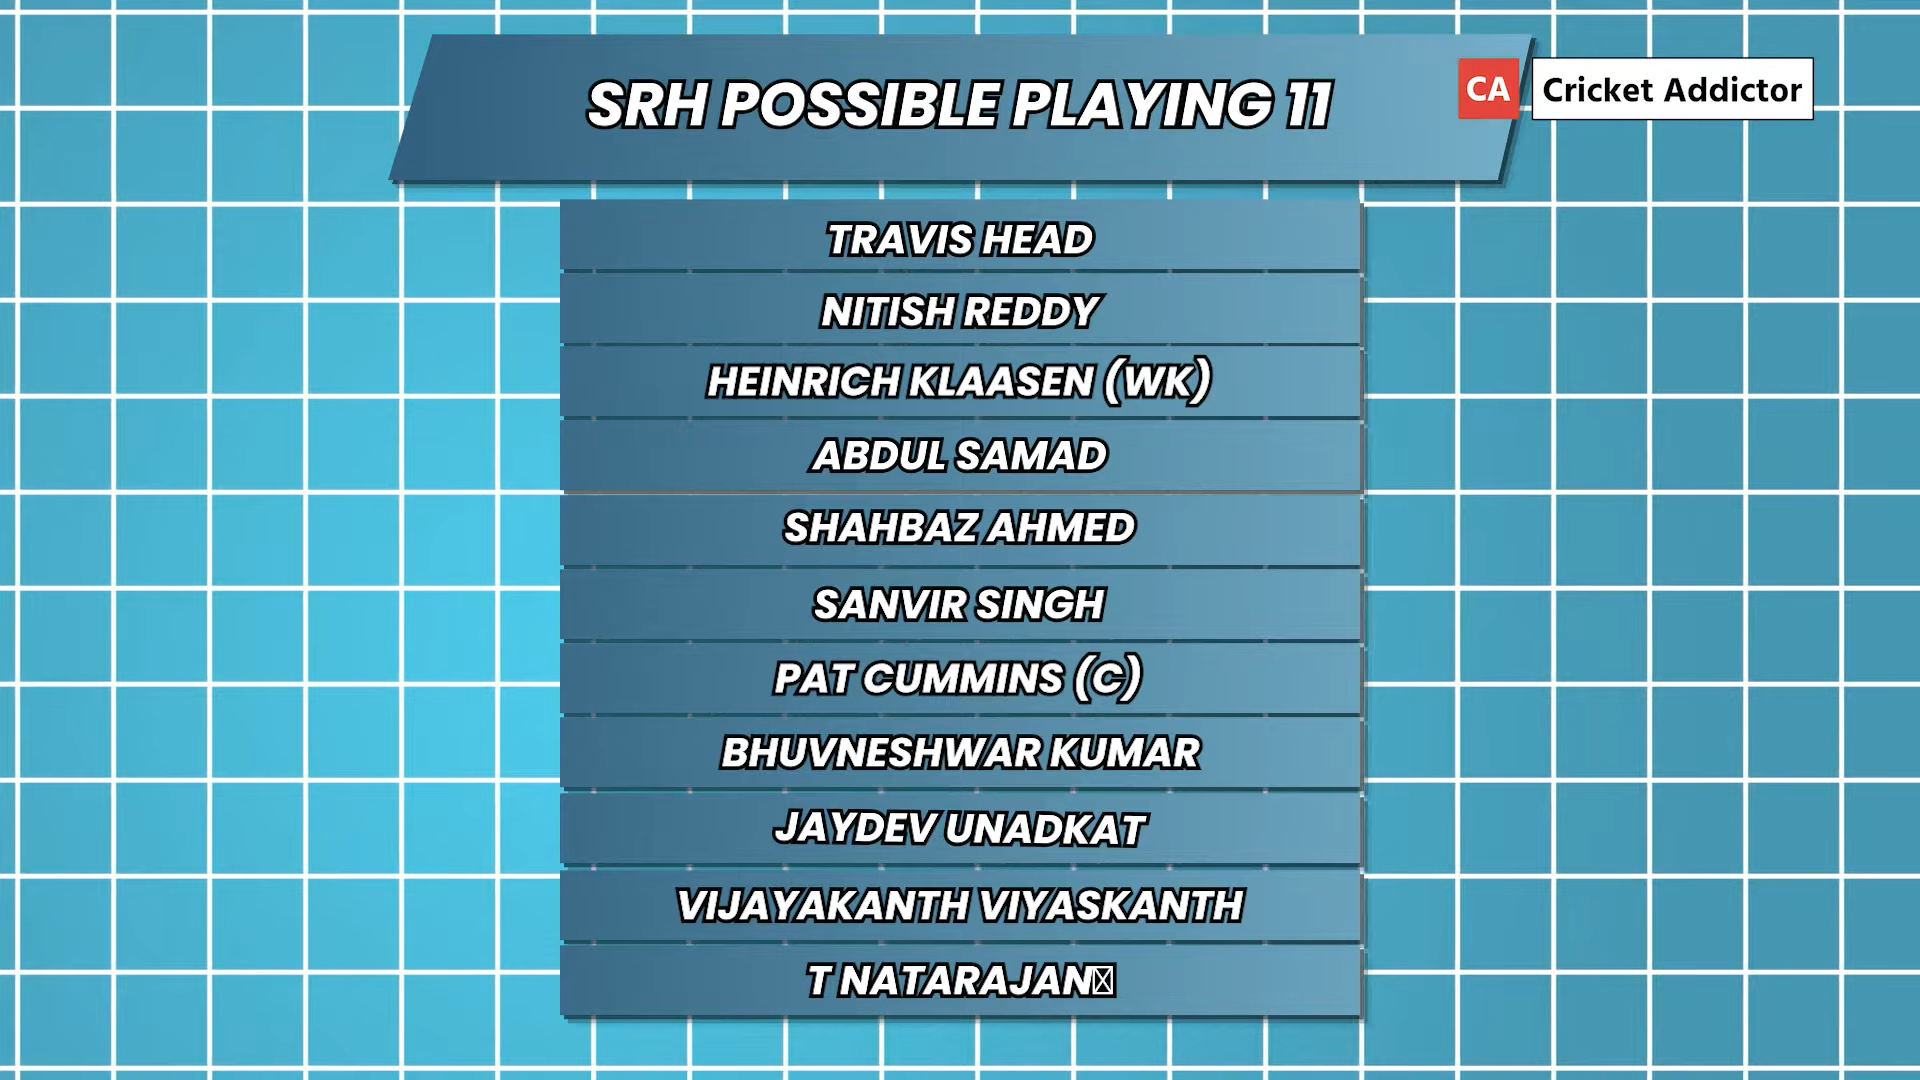 SRH POSSIBLE PLAYING 11
CA Cricket Addictor
TRAVIS HEAD
NITISH REDDY
HEINRICH KLAASEN (WK)
ABDUL SAMAD
SHAHBAZ AHMED
SANVIR SINGH
PAT CUMMINS (C)
BHUVNESHWAR KUMAR
JAYDEV UNADKAT
VIJAYAKANTH VIYASKANTH
T NATARAJAN